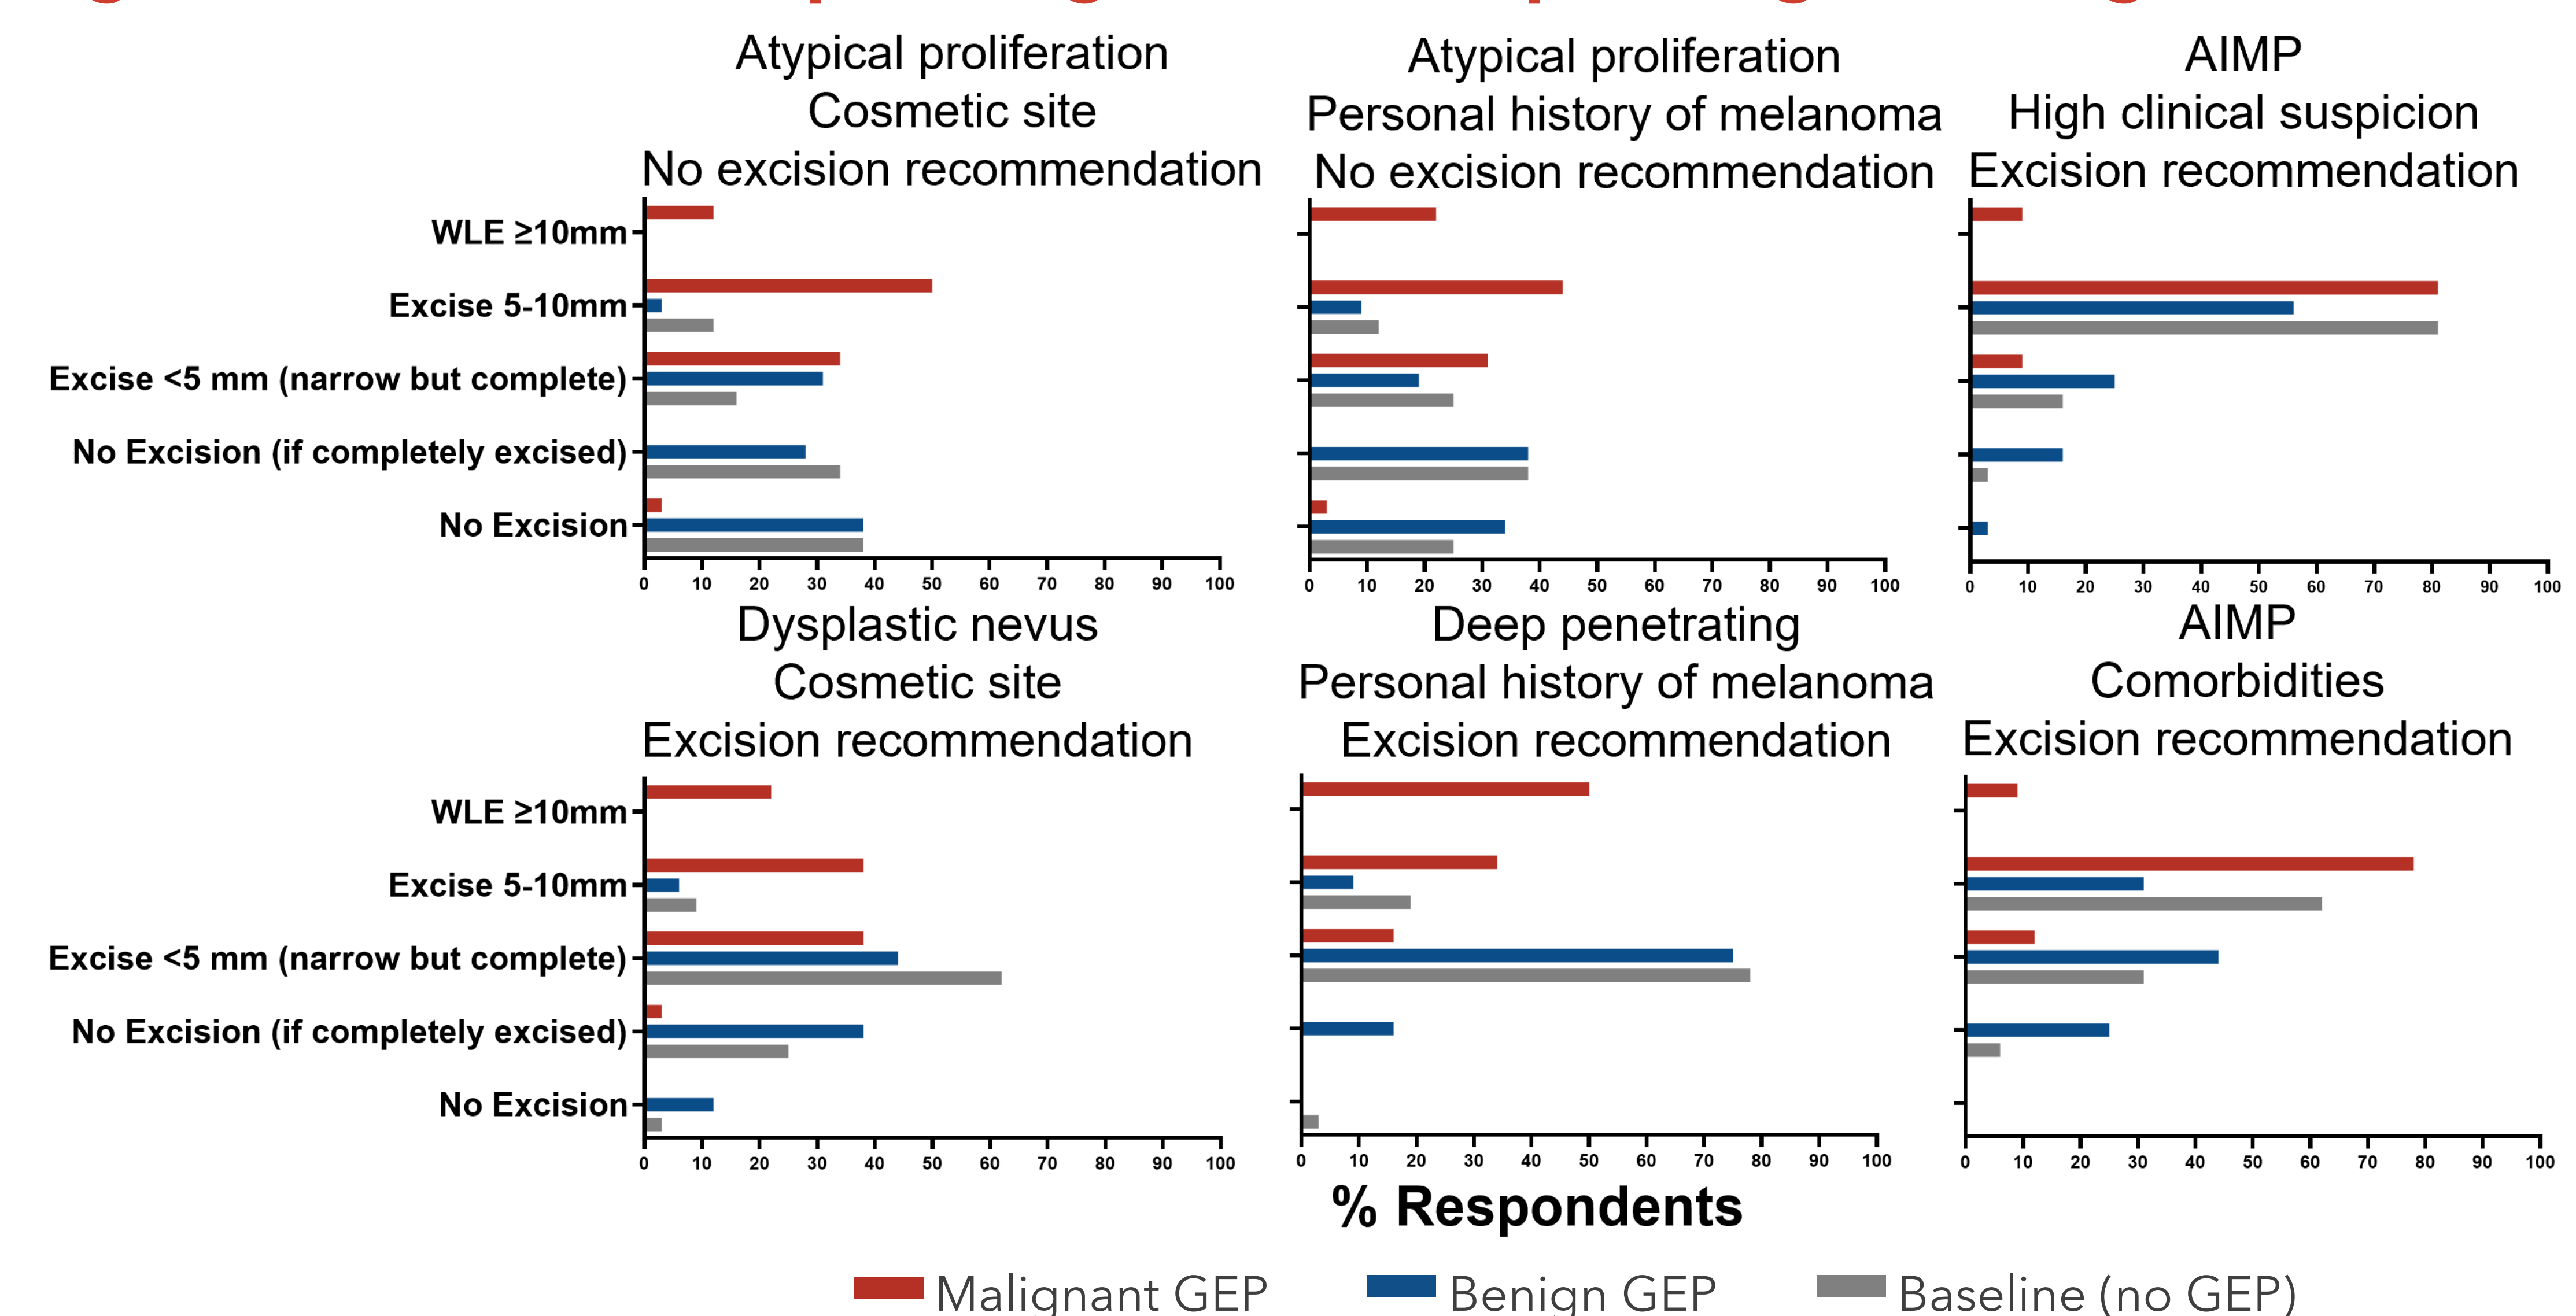 Atypical proliferation
Cosmetic site
No excision recommendation
Atypical proliferation
Personal history of melanoma
No excision recommendation
AIMP
High clinical suspicion
Excision recommendation
WLE ≥10mm
Excise 5-10mm
Excise <5 mm (narrow but complete)
No Excision (if completely excised)
No Excision
0 10 20 30 40 50 60 70 80 90 100
0 10 20 30 40 50 60 70 80 90 100
0 10 20 30 40 50 60 70 80 90 100
Dysplastic nevus
Cosmetic site
Excision recommendation
Deep penetrating
Personal history of melanoma
Excision recommendation
AIMP
Comorbidities
Excision recommendation
WLE ≥10mm
Excise 5-10mm
Excise <5 mm (narrow but complete)
No Excision (if completely excised)
No Excision
0 10 20 30 40 50 60 70 80 90 100
0 10 20 30 40 50 60 70 80 90 100
0 10 20 30 40 50 60 70 80 90 100
% Respondents
Malignant GEP
Benign GEP
Baseline (no GEP)